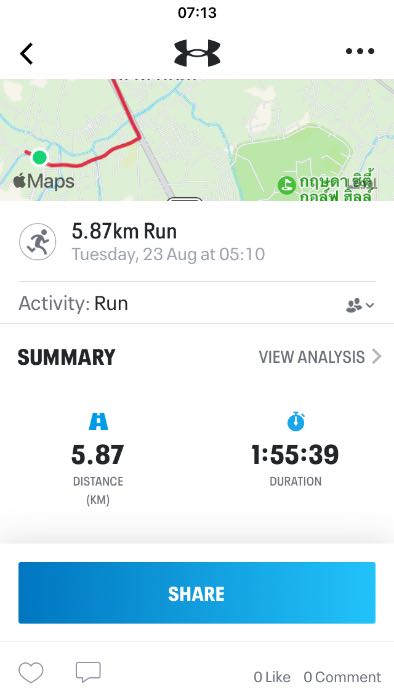 07:13
Maps
กฤษดา ซิตี้
กอล์ฟ ฮิลล์
Legal
5.87km Run
Tuesday, 23 Aug at 05:10
Activity: Run
SUMMARY
VIEW ANALYSIS
5.87
1:55:39
DISTANCE
DURATION
(KM)
SHARE
0 Like 0 Comment